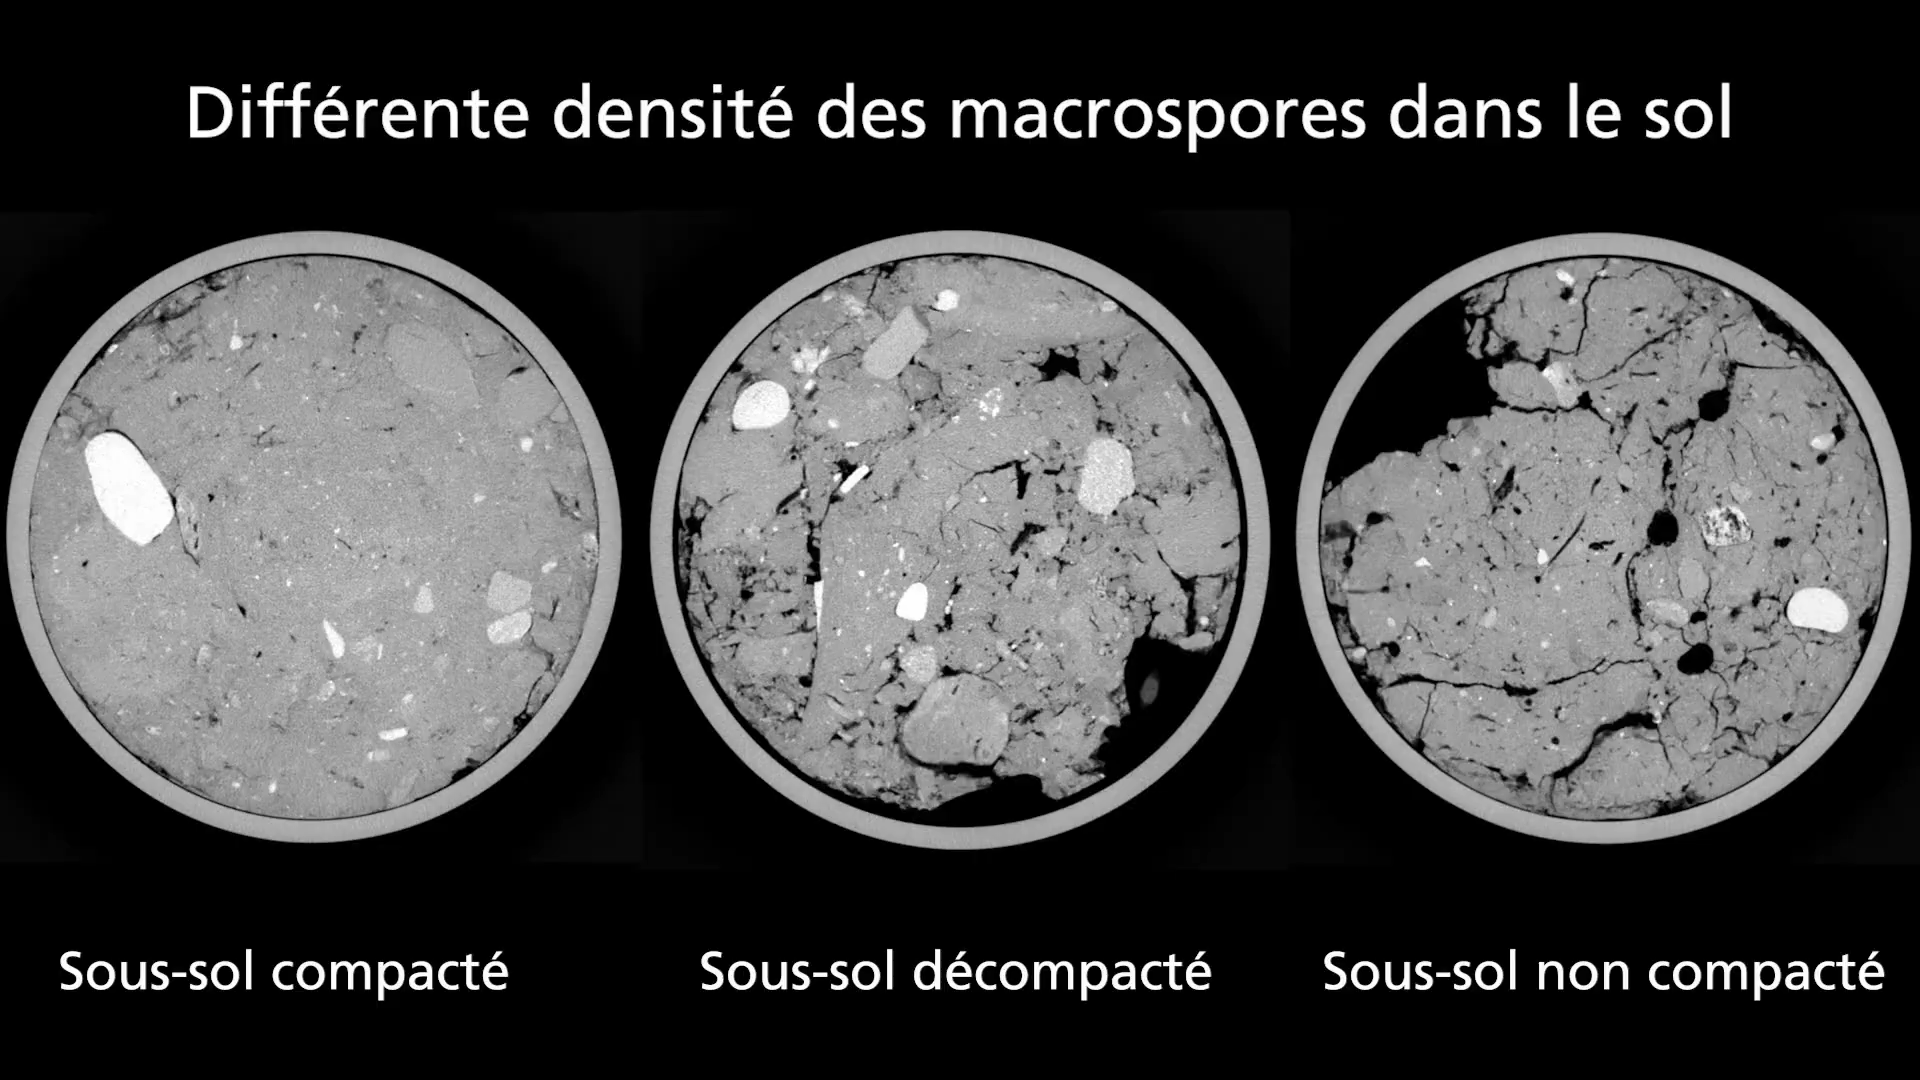 Différente densité des macrospores dans le sol
Sous-sol compacté
Sous-sol décompacté
Sous-sol non compacté